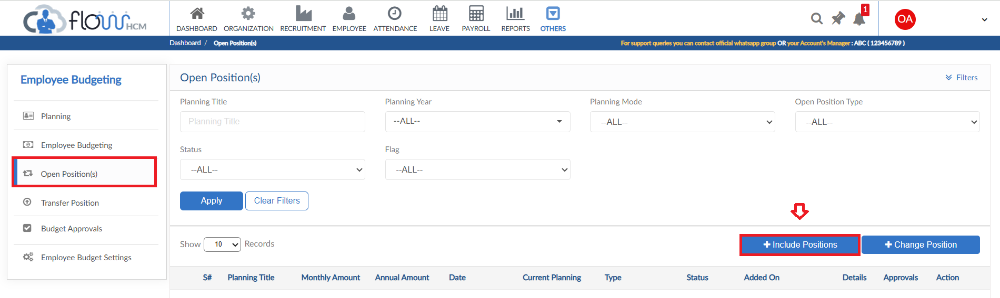 flowHCM
DASHBOARD ORGANIZATION RECRUITMENT EMPLOYEE ATTENDANCE LEAVE PAYROLL REPORTS OTHERS
1
OA
Dashboard / Open Position(s)
For support queries you can contact official whatsapp group OR your Account's Manager : ABC ( 123456789 )
Employee Budgeting
Planning
Employee Budgeting
Open Position(s)
Transfer Position
Budget Approvals
Employee Budget Settings
Open Position(s)
Filters
Planning Title Planning Year Planning Mode Open Position Type
Planning Title --ALL-- --ALL-- --ALL--
Status Flag
--ALL-- --ALL--
Apply Clear Filters
Show 10 Records
Include Positions Change Position
S# Planning Title Monthly Amount Annual Amount Date Current Planning Type Status Added On Details Approvals Action